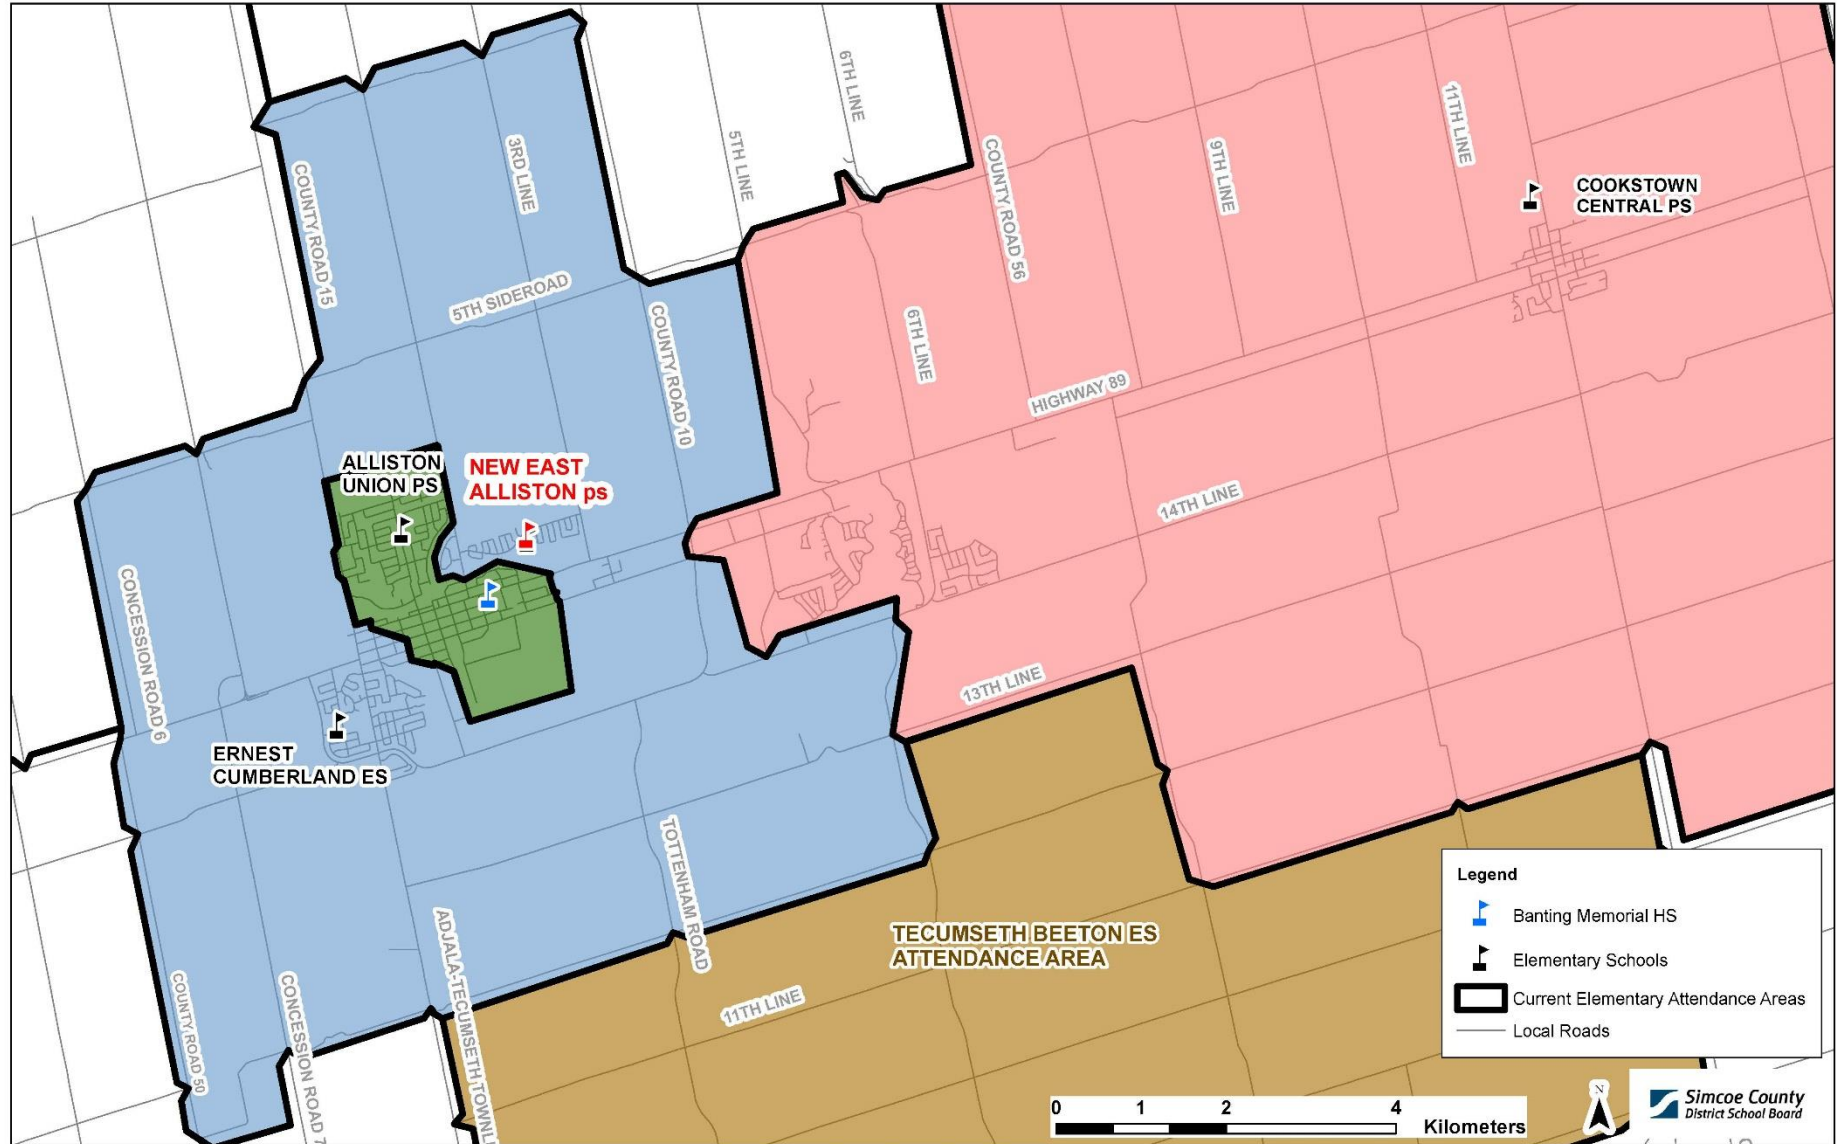 6TH LINE
5TH LINE
3RD LINE
COUNTY ROAD 15
5TH SIDEROAD
COUNTY ROAD 10
6TH LINE
COUNTY ROAD 56
9TH LINE
11TH LINE
COOKSTOWN
CENTRAL PS
HIGHWAY 89
14TH LINE
13TH LINE
ALLISTON
UNION PS
NEW EAST
ALLISTON ps
CONCESSION ROAD 6
ERNEST
CUMBERLAND ES
TOTTENHAM ROAD
TECUMSETH BEETON ES
ATTENDANCE AREA
11TH LINE
COUNTY ROAD 50
CONCESSION ROAD 7
ADJALA-TECUMSETH TOWNL
Legend
Banting Memorial HS
Elementary Schools
Current Elementary Attendance Areas
Local Roads
0 1 2 4
Kilometers
N
Simcoe County
District School Board